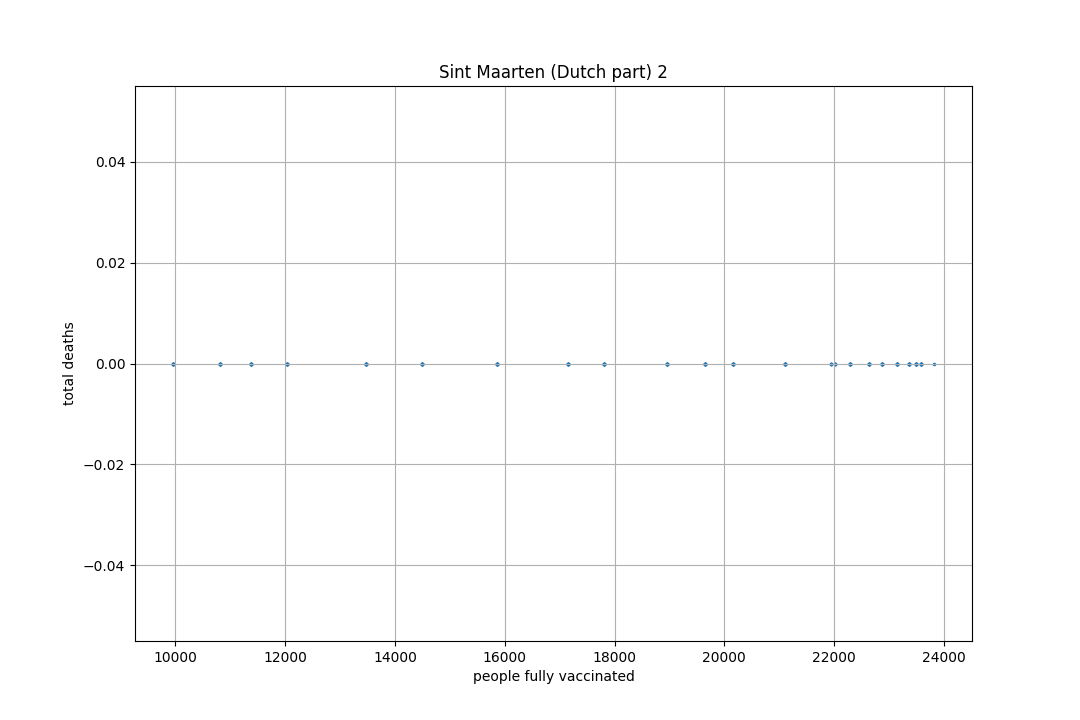 Sint Maarten (Dutch part) 2
0.04
0.02
0.00
−0.02
−0.04
total deaths
10000 12000 14000 16000 18000 20000 22000 24000
people fully vaccinated